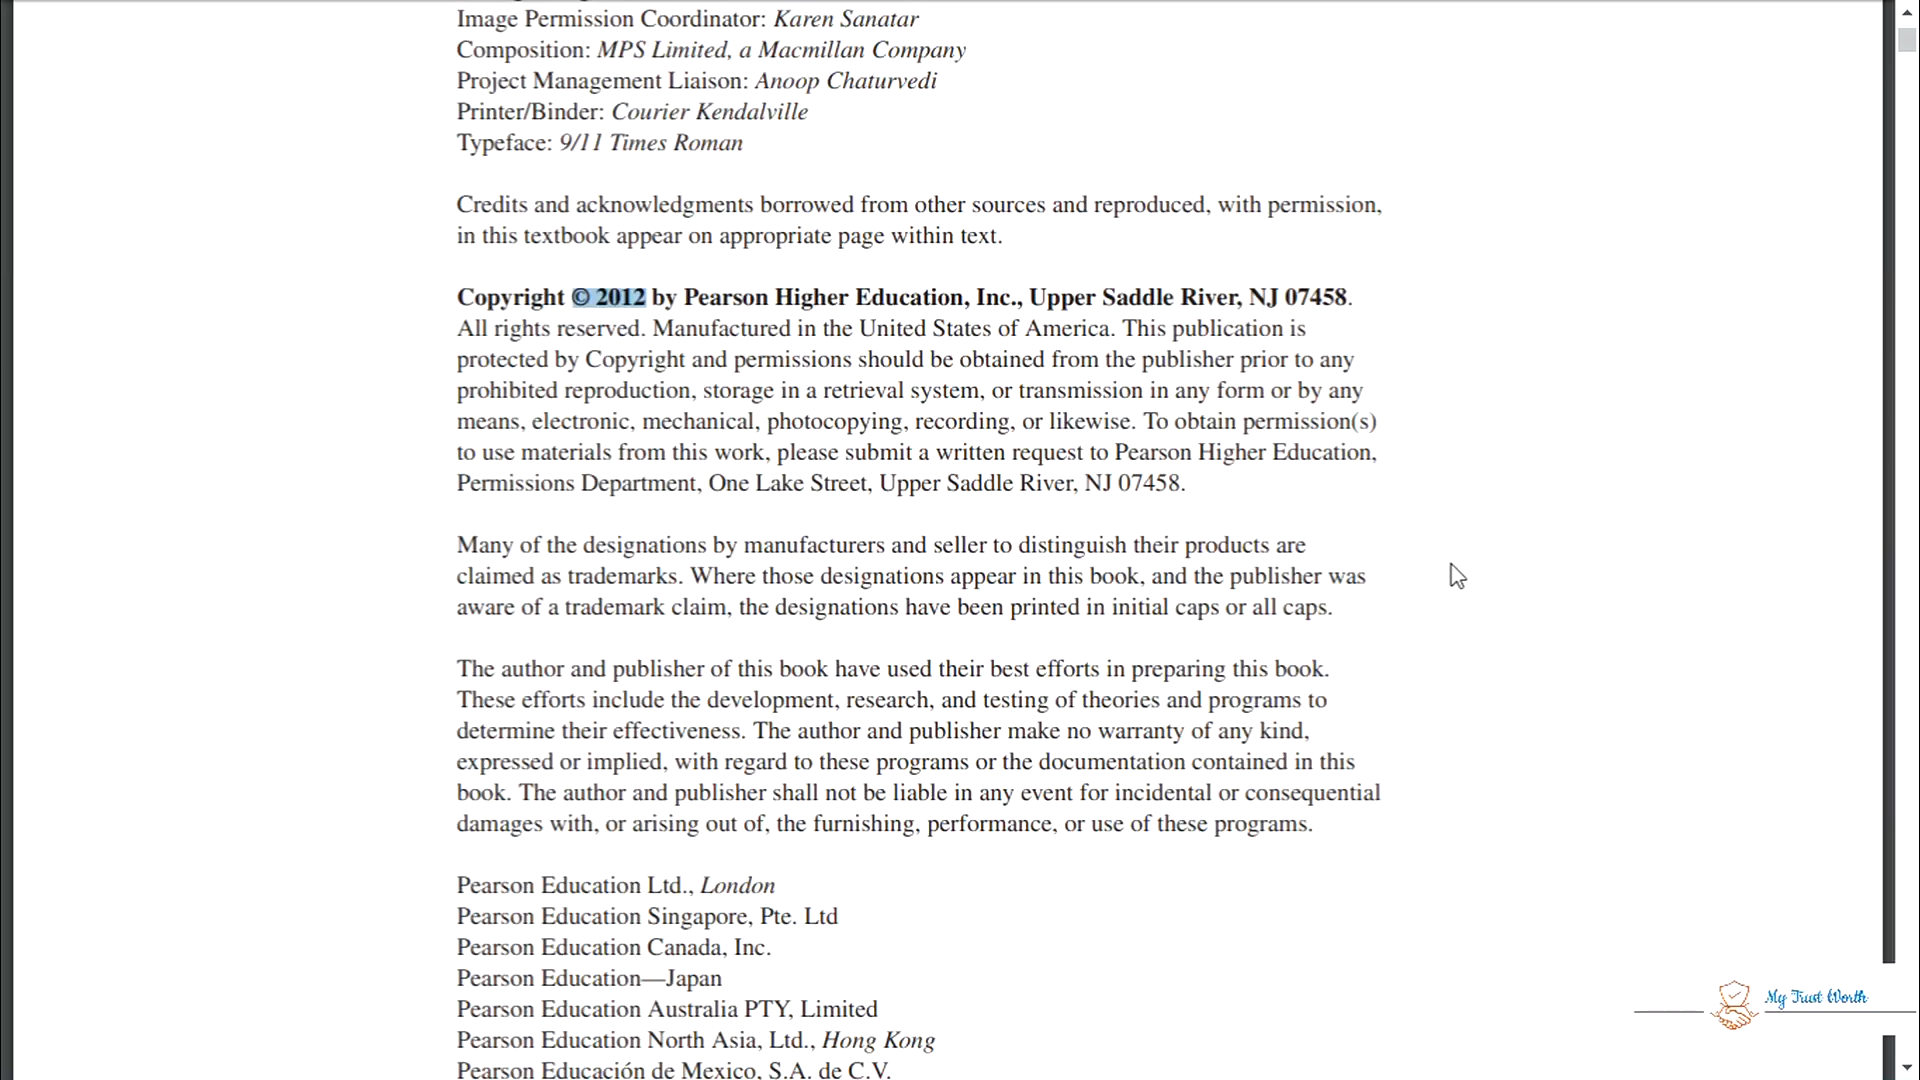 Image Permission Coordinator: Karen Sanatar
Composition: MPS Limited, a Macmillan Company
Project Management Liaison: Anoop Chaturvedi
Printer/Binder: Courier Kendalville
Typeface: 9/11 Times Roman
Credits and acknowledgments borrowed from other sources and reproduced, with permission,
in this textbook appear on appropriate page within text.
Copyright © 2012 by Pearson Higher Education, Inc., Upper Saddle River, NJ 07458.
All rights reserved. Manufactured in the United States of America. This publication is
protected by Copyright and permissions should be obtained from the publisher prior to any
prohibited reproduction, storage in a retrieval system, or transmission in any form or by any
means, electronic, mechanical, photocopying, recording, or likewise. To obtain permission(s)
to use materials from this work, please submit a written request to Pearson Higher Education,
Permissions Department, One Lake Street, Upper Saddle River, NJ 07458.
Many of the designations by manufacturers and seller to distinguish their products are
claimed as trademarks. Where those designations appear in this book, and the publisher was
aware of a trademark claim, the designations have been printed in initial caps or all caps.
The author and publisher of this book have used their best efforts in preparing this book.
These efforts include the development, research, and testing of theories and programs to
determine their effectiveness. The author and publisher make no warranty of any kind,
expressed or implied, with regard to these programs or the documentation contained in this
book. The author and publisher shall not be liable in any event for incidental or consequential
damages with, or arising out of, the furnishing, performance, or use of these programs.
Pearson Education Ltd., London
Pearson Education Singapore, Pte. Ltd
Pearson Education Canada, Inc.
Pearson Education—Japan
Pearson Education Australia PTY, Limited
Pearson Education North Asia, Ltd., Hong Kong
Pearson Educación de Mexico, S.A. de C.V.
My Trust Worth